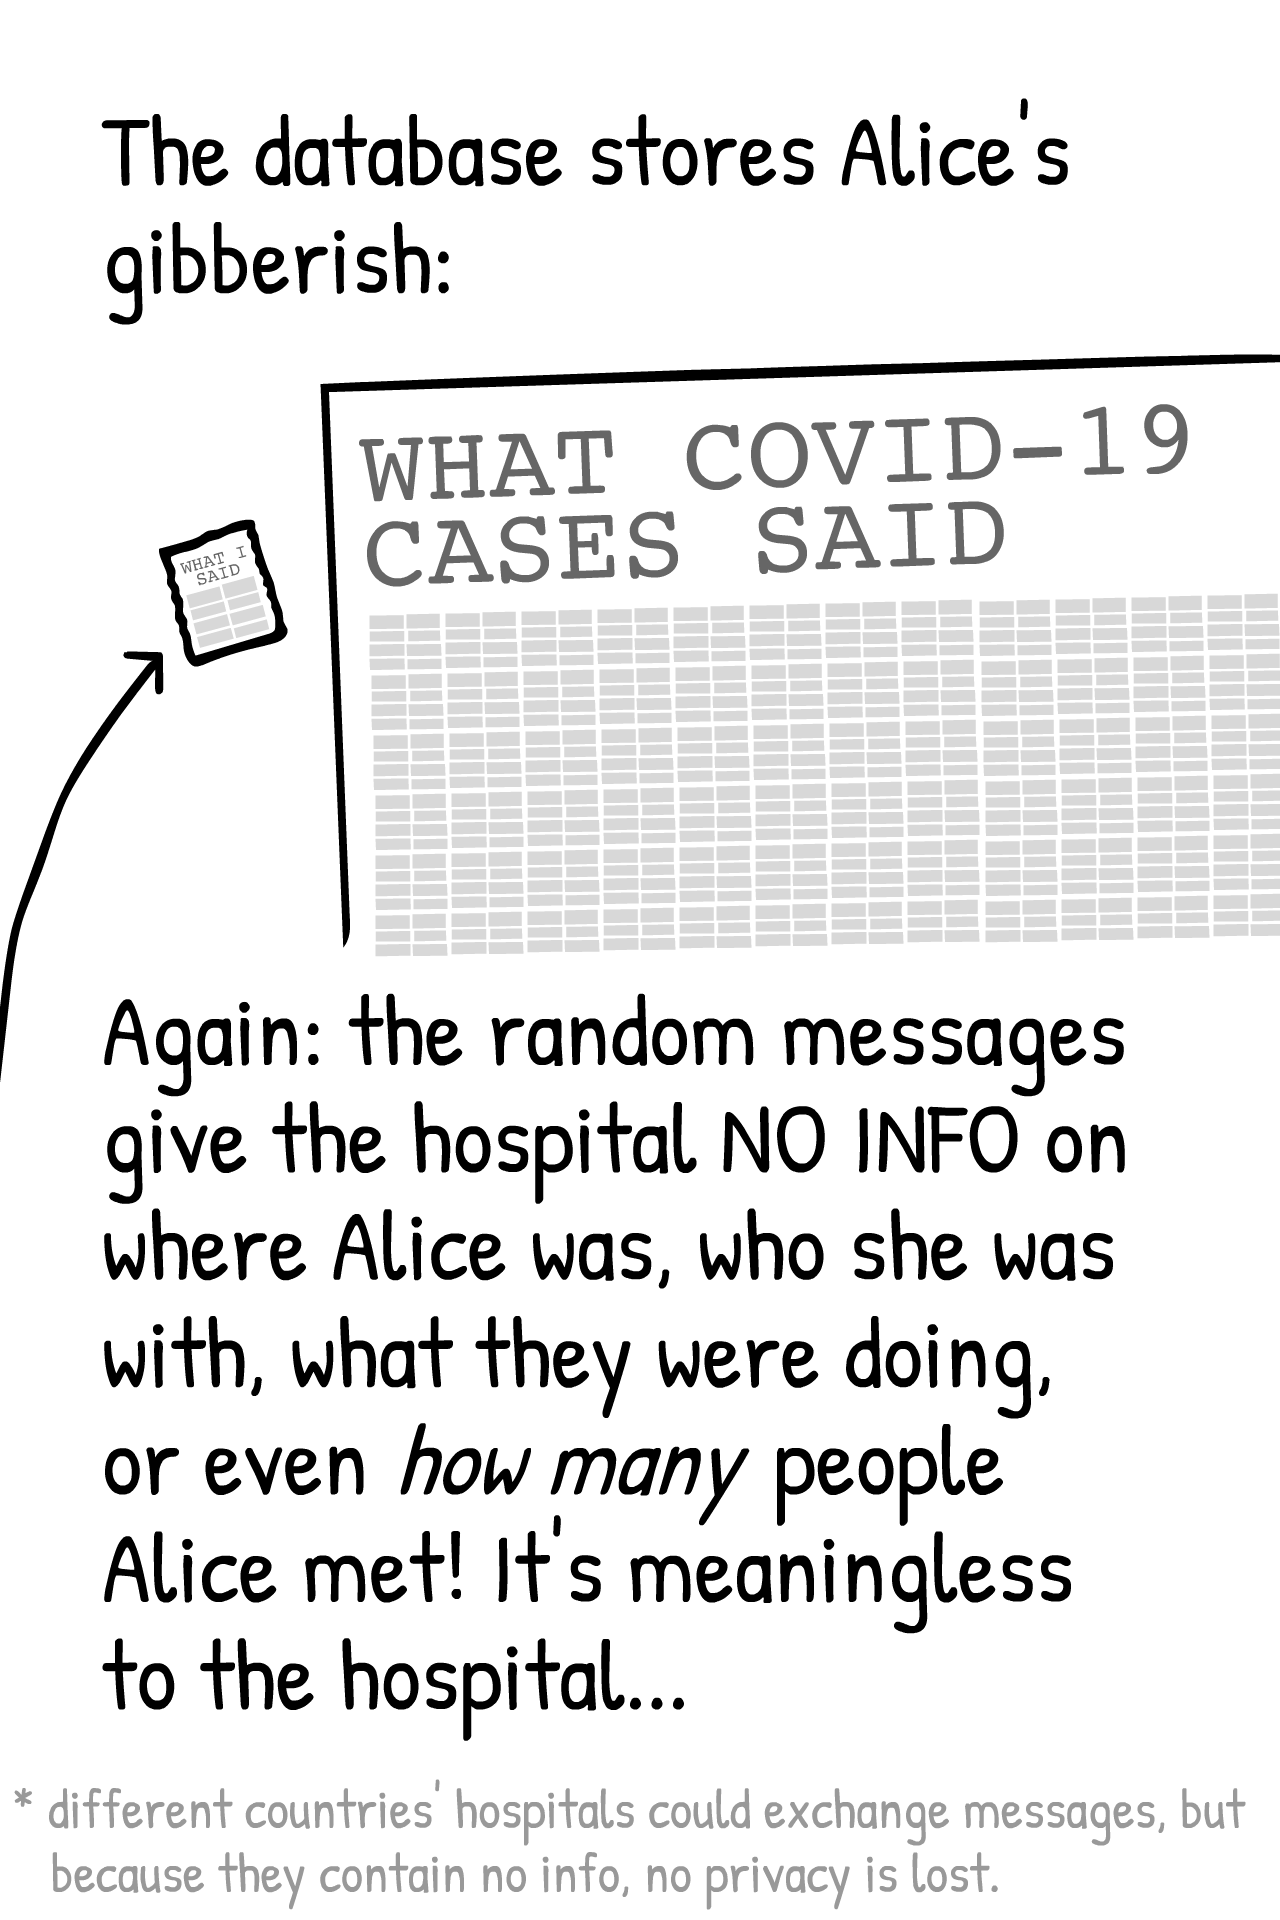 The database stores Alice's
gibberish:
WHAT COVID-19
CASES SAID
WHAT I
SAID
Again: the random messages
give the hospital NO INFO on
where Alice was, who she was
with, what they were doing,
or even how many people
Alice met! It's meaningless
to the hospital...
* different countries' hospitals could exchange messages, but
because they contain no info, no privacy is lost.